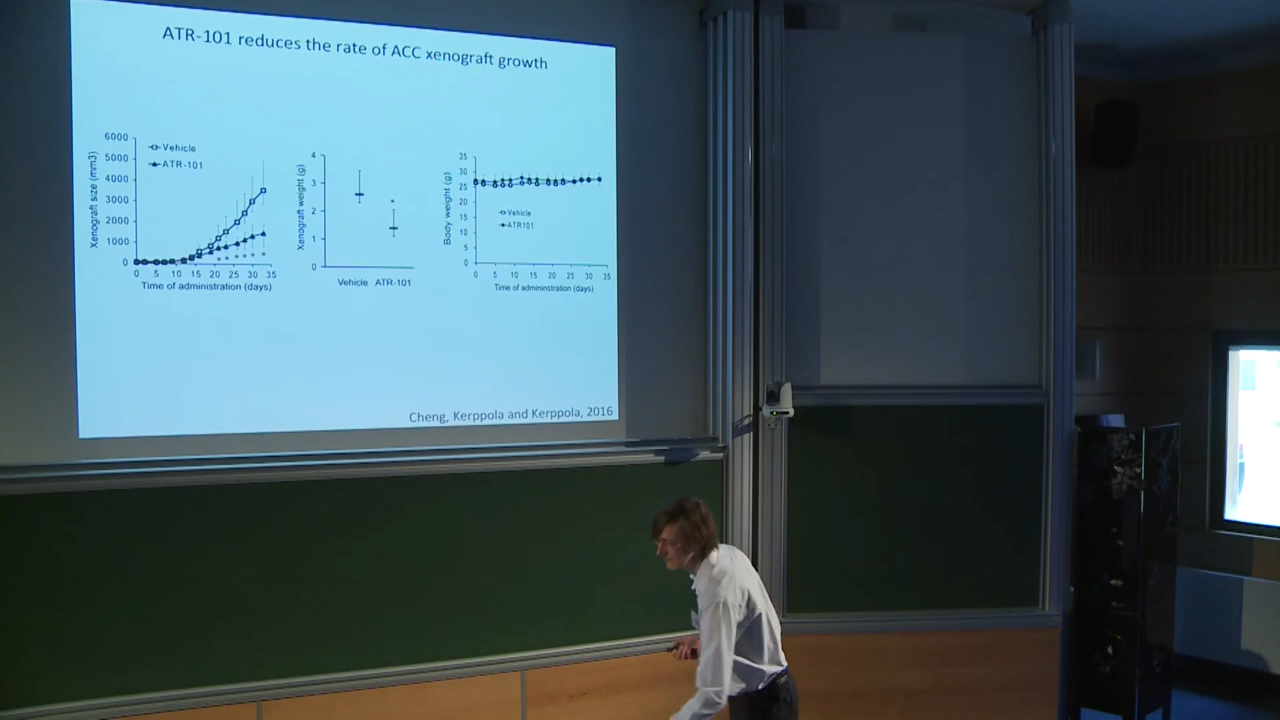 ATR-101 reduces the rate of ACC xenograft growth
Xenograft size (mm3)
6000
5000
4000
3000
2000
1000
0
Vehicle
ATR-101
0 5 10 15 20 25 30 35
Time of administration (days)
Xenograft weight (g)
4
3
2
1
0
Vehicle ATR-101
Body weight (g)
35
30
25
20
15
10
5
0
Vehicle
ATR101
0 5 10 15 20 25 30 35
Time of admininstration (days)
Cheng, Kerppola and Kerppola, 2016